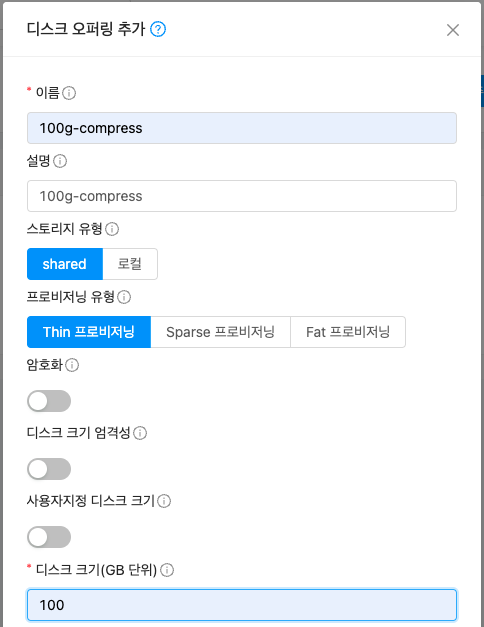 디스크 오퍼링 추가
* 이름
100g-compress
설명
100g-compress
스토리지 유형
shared 로컬
프로비저닝 유형
Thin 프로비저닝 Sparse 프로비저닝 Fat 프로비저닝
암호화
디스크 크기 엄격성
사용자지정 디스크 크기
* 디스크 크기(GB 단위)
100